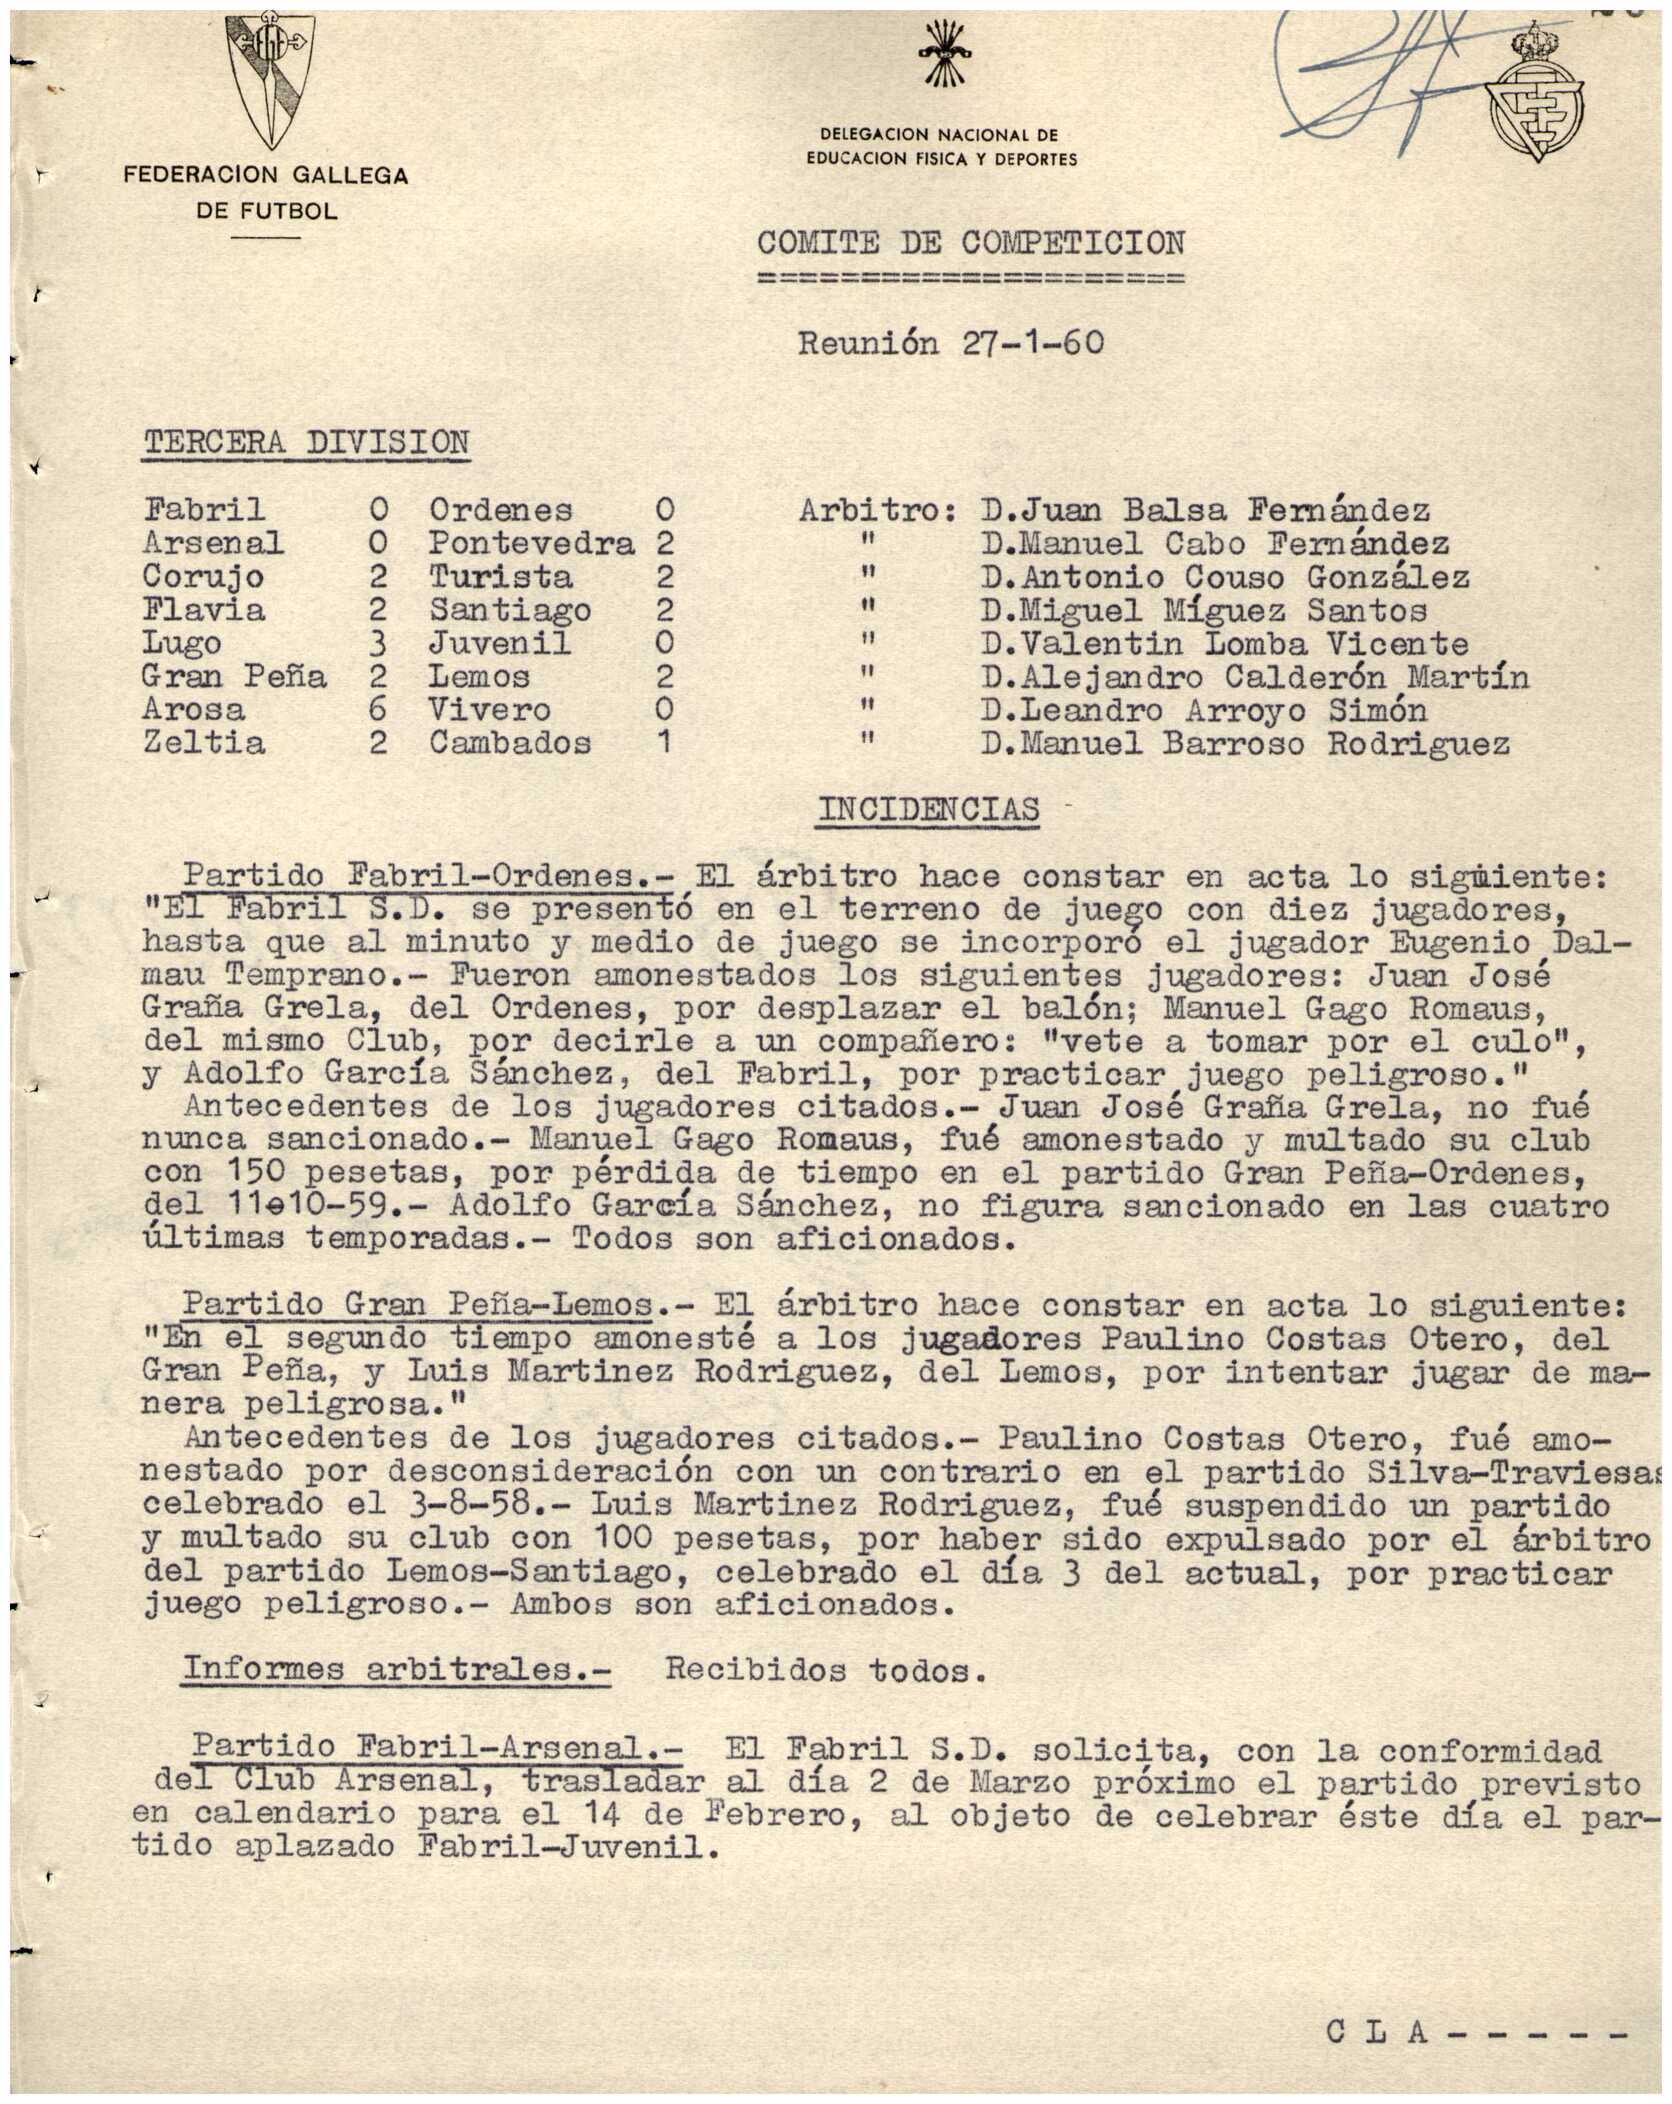 FEDERACION GALLEGA
DE FUTBOL
DELEGACION NACIONAL DE
EDUCACION FISICA Y DEPORTES
COMITE DE COMPETICION
=====================
Reunión 27-1-60
TERCERA DIVISION
Fabril 0 Ordenes 0 Arbitro: D.Juan Balsa Fernández
Arsenal 0 Pontevedra 2 " D.Manuel Cabo Fernández
Corujo 2 Turista 2 " D.Antonio Couso González
Flavia 2 Santiago 2 " D.Miguel Míguez Santos
Lugo 3 Juvenil 0 " D.Valentin Lomba Vicente
Gran Peña 2 Lemos 2 " D.Alejandro Calderón Martín
Arosa 6 Vivero 0 " D.Leandro Arroyo Simón
Zeltia 2 Cambados 1 " D.Manuel Barroso Rodriguez
INCIDENCIAS
Partido Fabril-Ordenes.- El árbitro hace constar en acta lo siguiente:
"El Fabril S.D. se presentó en el terreno de juego con diez jugadores,
hasta que al minuto y medio de juego se incorporó el jugador Eugenio Dal-
mau Temprano.- Fueron amonestados los siguientes jugadores: Juan José
Graña Grela, del Ordenes, por desplazar el balón; Manuel Gago Romaus,
del mismo Club, por decirle a un compañero: "vete a tomar por el culo",
y Adolfo García Sánchez, del Fabril, por practicar juego peligroso."
Antecedentes de los jugadores citados.- Juan José Graña Grela, no fué
nunca sancionado.- Manuel Gago Romaus, fué amonestado y multado su club
con 150 pesetas, por pérdida de tiempo en el partido Gran Peña-Ordenes,
del 11-10-59.- Adolfo García Sánchez, no figura sancionado en las cuatro
últimas temporadas.- Todos son aficionados.
Partido Gran Peña-Lemos.- El árbitro hace constar en acta lo siguiente:
"En el segundo tiempo amonesté a los jugadores Paulino Costas Otero, del
Gran Peña, y Luis Martinez Rodriguez, del Lemos, por intentar jugar de ma-
nera peligrosa."
Antecedentes de los jugadores citados.- Paulino Costas Otero, fué amo-
nestado por desconsideración con un contrario en el partido Silva-Traviesas
celebrado el 3-8-58.- Luis Martinez Rodriguez, fué suspendido un partido
y multado su club con 100 pesetas, por haber sido expulsado por el árbitro
del partido Lemos-Santiago, celebrado el día 3 del actual, por practicar
juego peligroso.- Ambos son aficionados.
Informes arbitrales.- Recibidos todos.
Partido Fabril-Arsenal.- El Fabril S.D. solicita, con la conformidad
del Club Arsenal, trasladar al día 2 de Marzo próximo el partido previsto
en calendario para el 14 de Febrero, al objeto de celebrar éste día el par-
tido aplazado Fabril-Juvenil.
C L A - - - - -